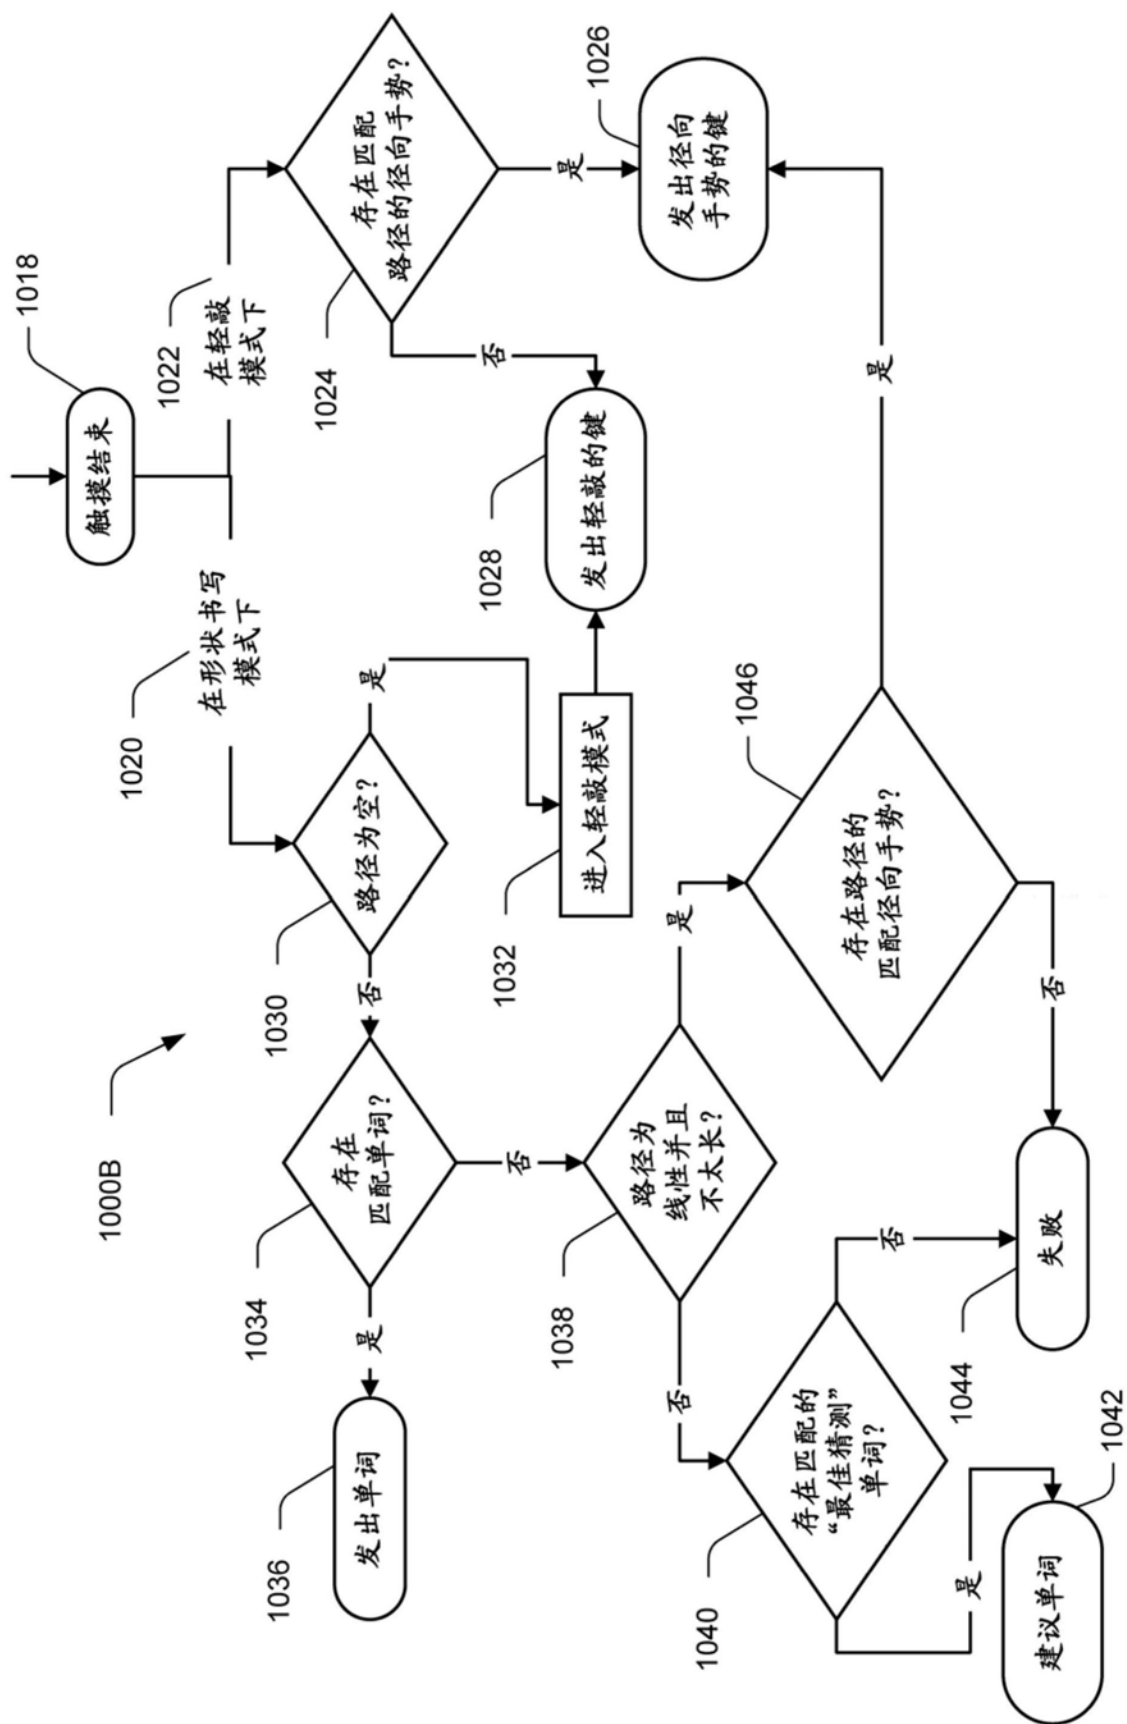 1000B
1018
触摸结束
1020
在形状书写
模式下
1022
在轻敲
模式下
1024
存在匹配
路径的径向手势?
是
否
1026
发出径向
手势的键
1028
发出轻敲的键
1030
路径为空?
是
否
1032
进入轻敲模式
1034
存在
匹配单词?
是
否
1036
发出单词
1038
路径为
线性并且
不太长?
是
否
1046
存在路径的
匹配径向手势?
是
否
1040
存在匹配的
“最佳猜测”
单词?
是
否
1044
失败
1042
建议单词